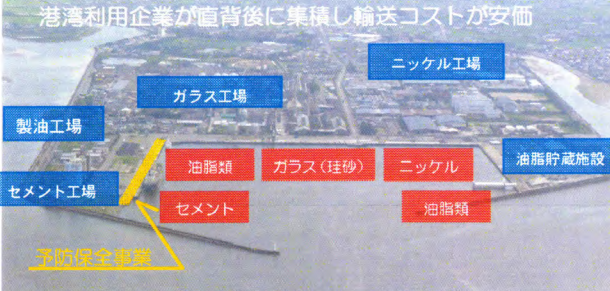 港湾利用企業が直背後に集積し輸送コストが安価
ニッケル工場
ガラス工場
製油工場
油脂類
ガラス（珪砂）
ニッケル
油脂貯蔵施設
セメント工場
セメント
油脂類
予防保全事業